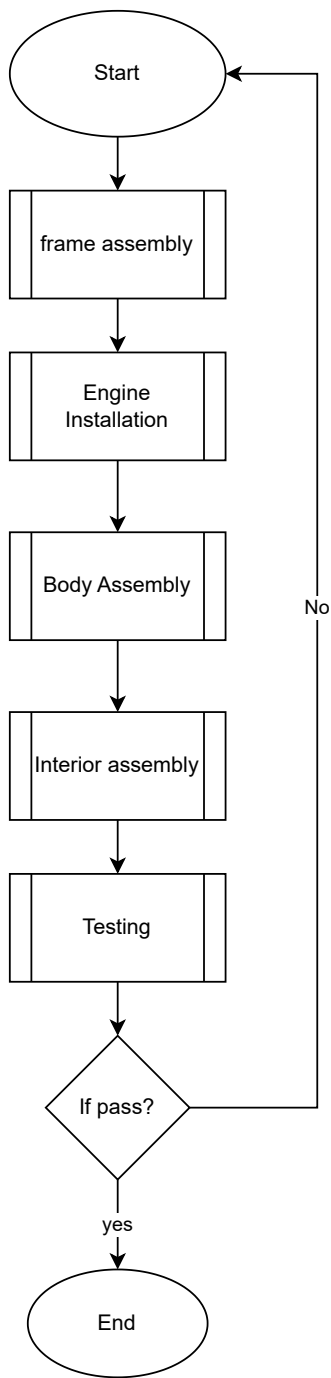 Start
frame assembly
Engine
Installation
Body Assembly
No
Interior assembly
Testing
If pass?
yes
End